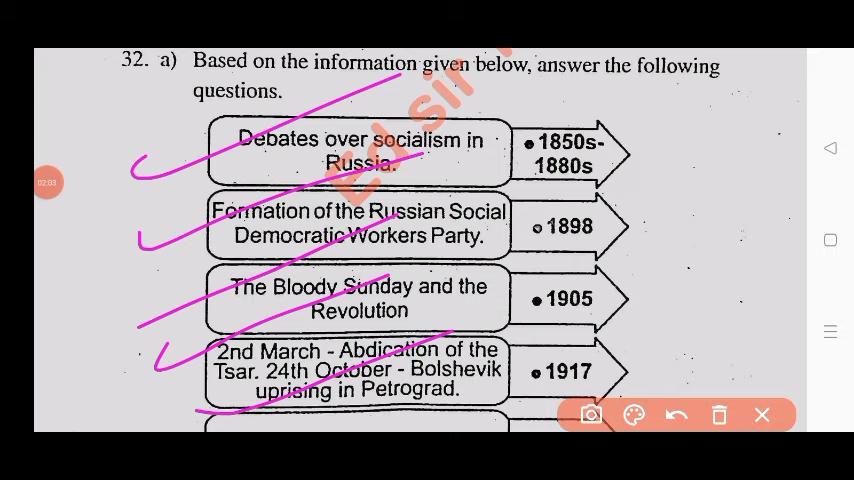 32. a) Based on the information given below, answer the following
questions.
Debates over socialism in
Russia.
• 1850s-
1880s
Formation of the Russian Social
Democratic Workers Party.
• 1898
The Bloody Sunday and the
Revolution
• 1905
2nd March - Abdication of the
Tsar. 24th October - Bolshevik
uprising in Petrograd.
• 1917
Ed sir
02:03